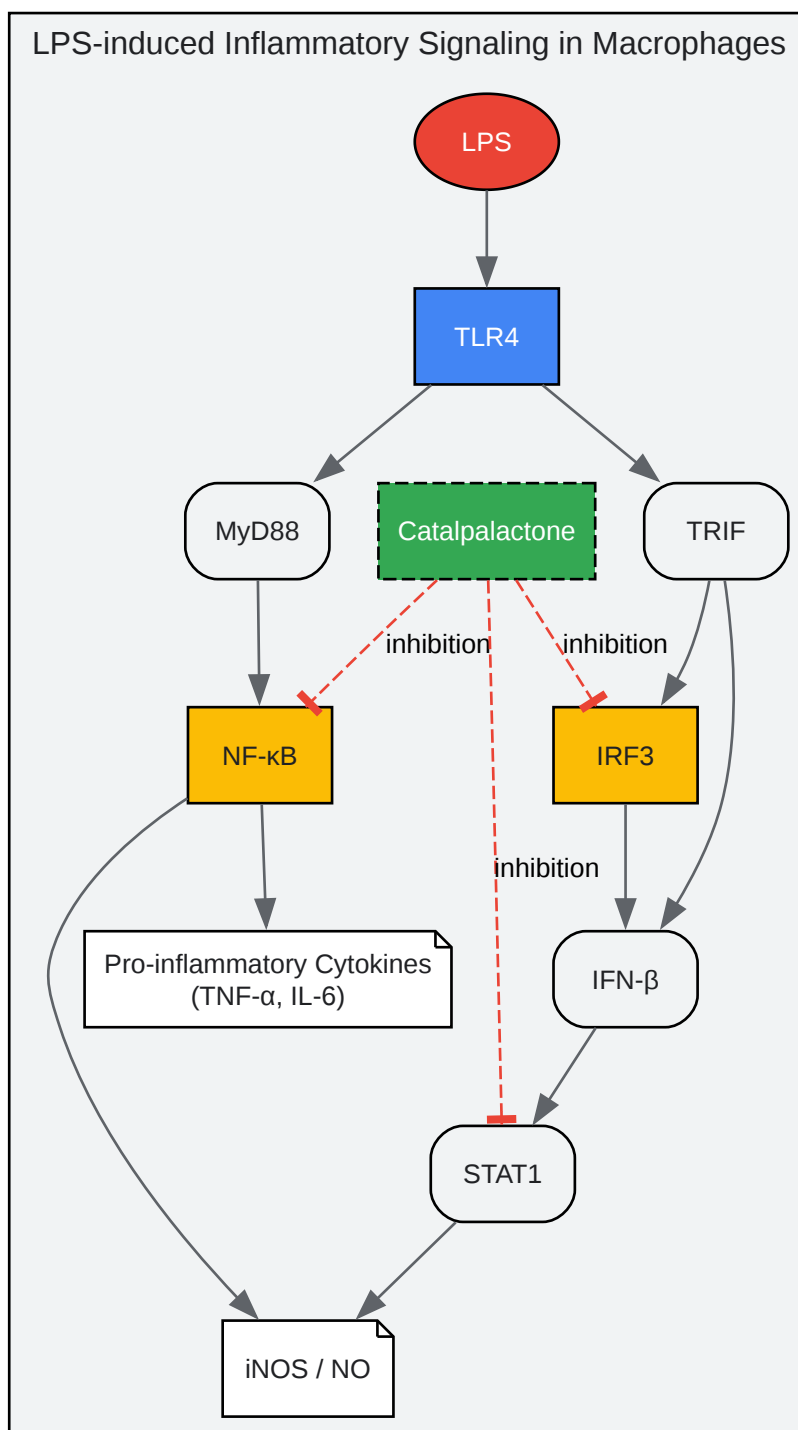 LPS-induced Inflammatory Signaling in Macrophages
LPS
TLR4
MyD88
Catalpalactone
TRIF
inhibition
inhibition
NF-κB
IRF3
inhibition
Pro-inflammatory Cytokines
(TNF-α, IL-6)
IFN-β
STAT1
iNOS / NO